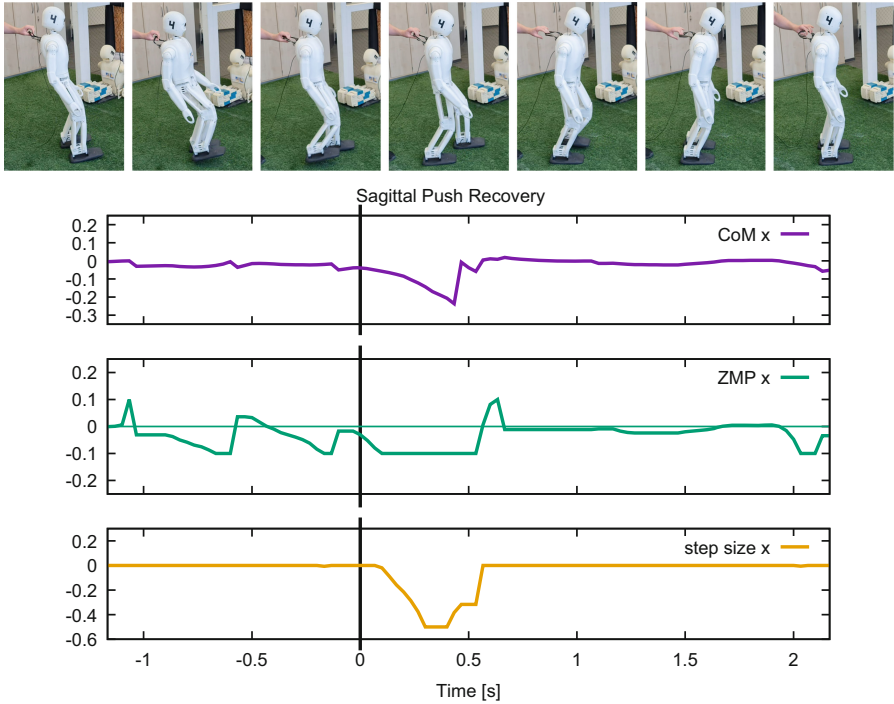 4 4 4 4 4 4 4
Sagittal Push Recovery
0.2
0.1
0
-0.1
-0.2
-0.3
CoM x
0.2
0.1
0
-0.1
-0.2
ZMP x
0.2
0
-0.2
-0.4
-0.6
step size x
-1 -0.5 0 0.5 1 1.5 2
Time [s]